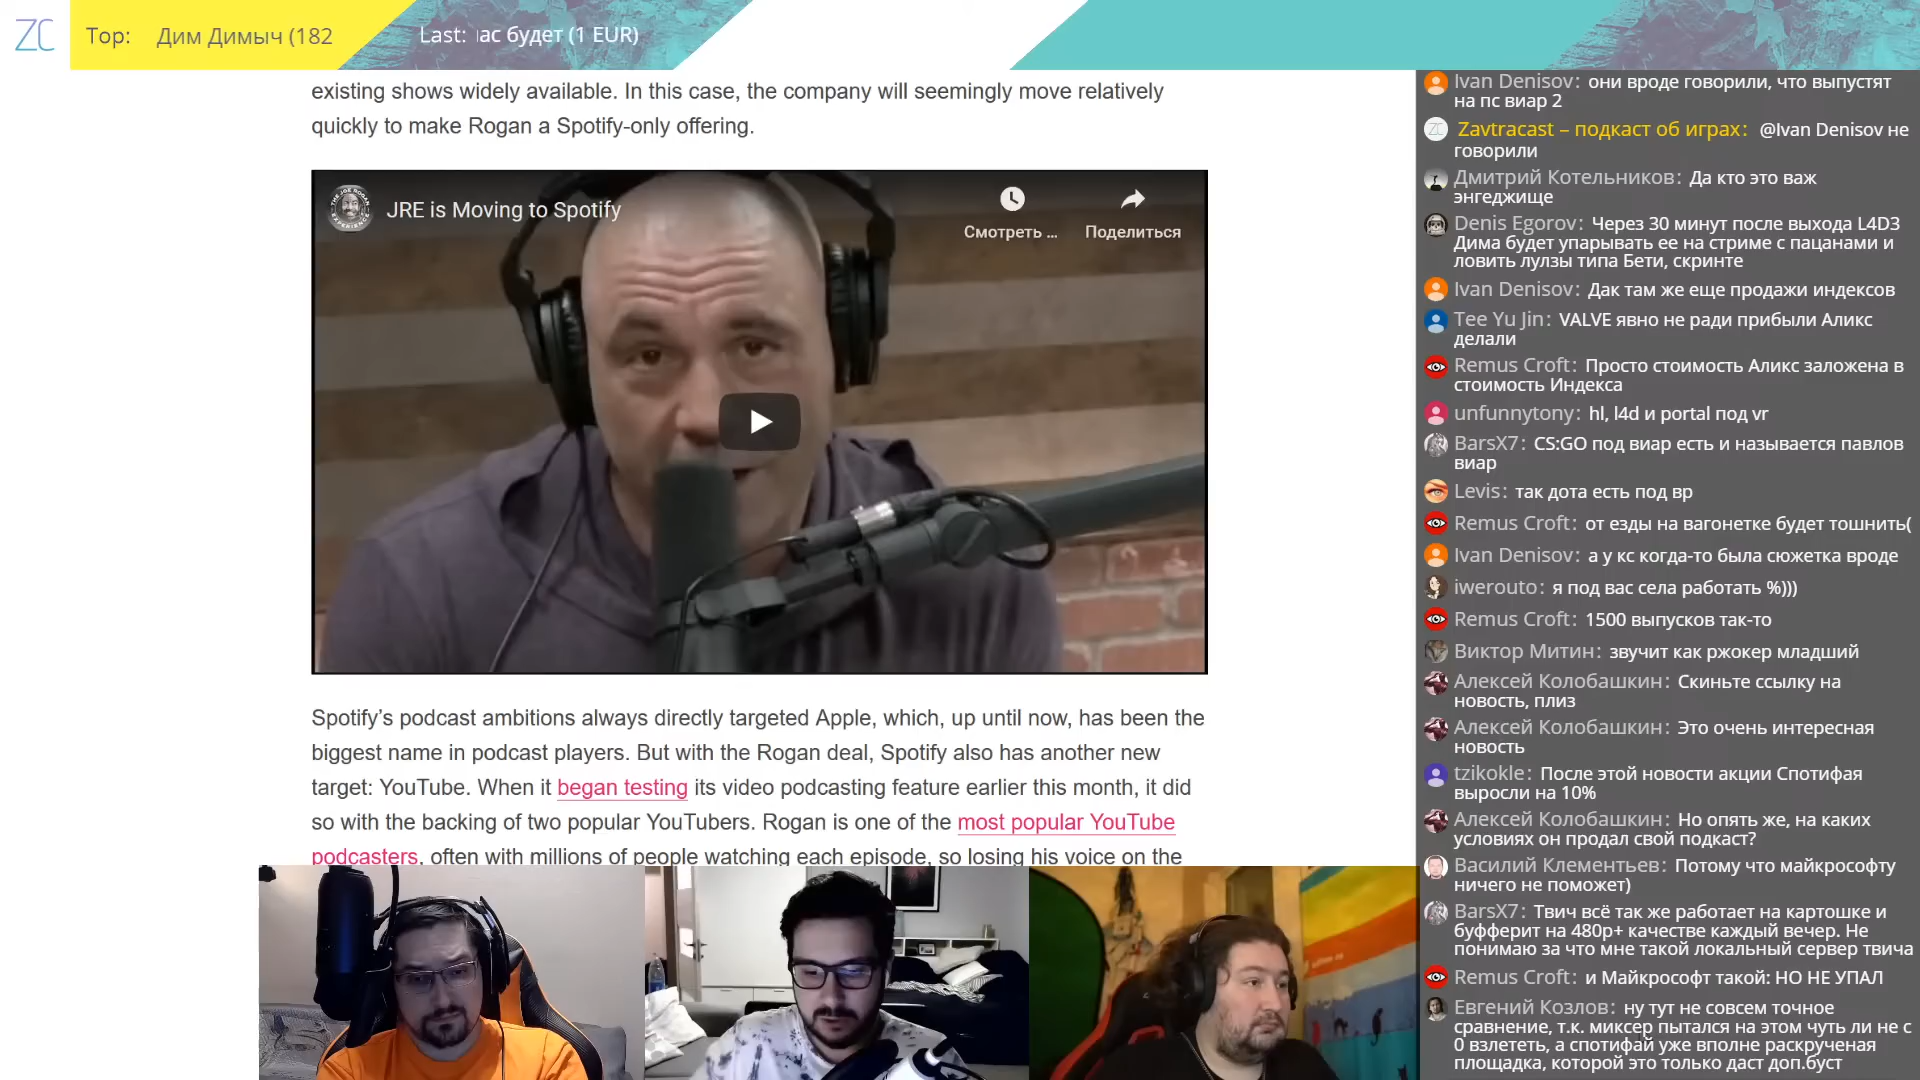 ZC
Top: Дим Димыч (182
Last: ас будет (1 EUR)
existing shows widely available. In this case, the company will seemingly move relatively
quickly to make Rogan a Spotify-only offering.
JRE is Moving to Spotify
Смотреть ...
Поделиться
Spotify’s podcast ambitions always directly targeted Apple, which, up until now, has been the
biggest name in podcast players. But with the Rogan deal, Spotify also has another new
target: YouTube. When it began testing its video podcasting feature earlier this month, it did
so with the backing of two popular YouTubers. Rogan is one of the most popular YouTube
podcasters, often with millions of people watching each episode, so losing his voice on the
Ivan Denisov: они вроде говорили, что выпустят
на пс виар 2
Zavtracast – подкаст об играх: @Ivan Denisov не
говорили
Дмитрий Котельников: Да кто это важ
энгеджище
Denis Egorov: Через 30 минут после выхода L4D3
Дима будет упарывать ее на стриме с пацанами и
ловить лулзы типа Бети, скринте
Ivan Denisov: Дак там же еще продажи индексов
Tee Yu Jin: VALVE явно не ради прибыли Аликс
делали
Remus Croft: Просто стоимость Аликс заложена в
стоимость Индекса
unfunnytony: hl, l4d и portal под vr
BarsX7: CS:GO под виар есть и называется павлов
виар
Levis: так дота есть под вр
Remus Croft: от езды на вагонетке будет тошнить(
Ivan Denisov: а у кс когда-то была сюжетка вроде
iwerouto: я под вас села работать %)))
Remus Croft: 1500 выпусков так-то
Виктор Митин: звучит как ржокер младший
Алексей Колобашкин: Скиньте ссылку на
новость, плиз
Алексей Колобашкин: Это очень интересная
новость
tzikokle: После этой новости акции Спотифая
выросли на 10%
Алексей Колобашкин: Но опять же, на каких
условиях он продал свой подкаст?
Василий Клементьев: Потому что майкрософту
ничего не поможет)
BarsX7: Твич всё так же работает на картошке и
буфферит на 480p+ качестве каждый вечер. Не
понимаю за что мне такой локальный сервер твича
Remus Croft: и Майкрософт такой: НО НЕ УПАЛ
Евгений Козлов: ну тут не совсем точное
сравнение, т.к. миксер пытался на этом чуть ли не с
0 взлететь, а спотифай уже вполне раскрученая
площадка, которой это только даст доп.буст